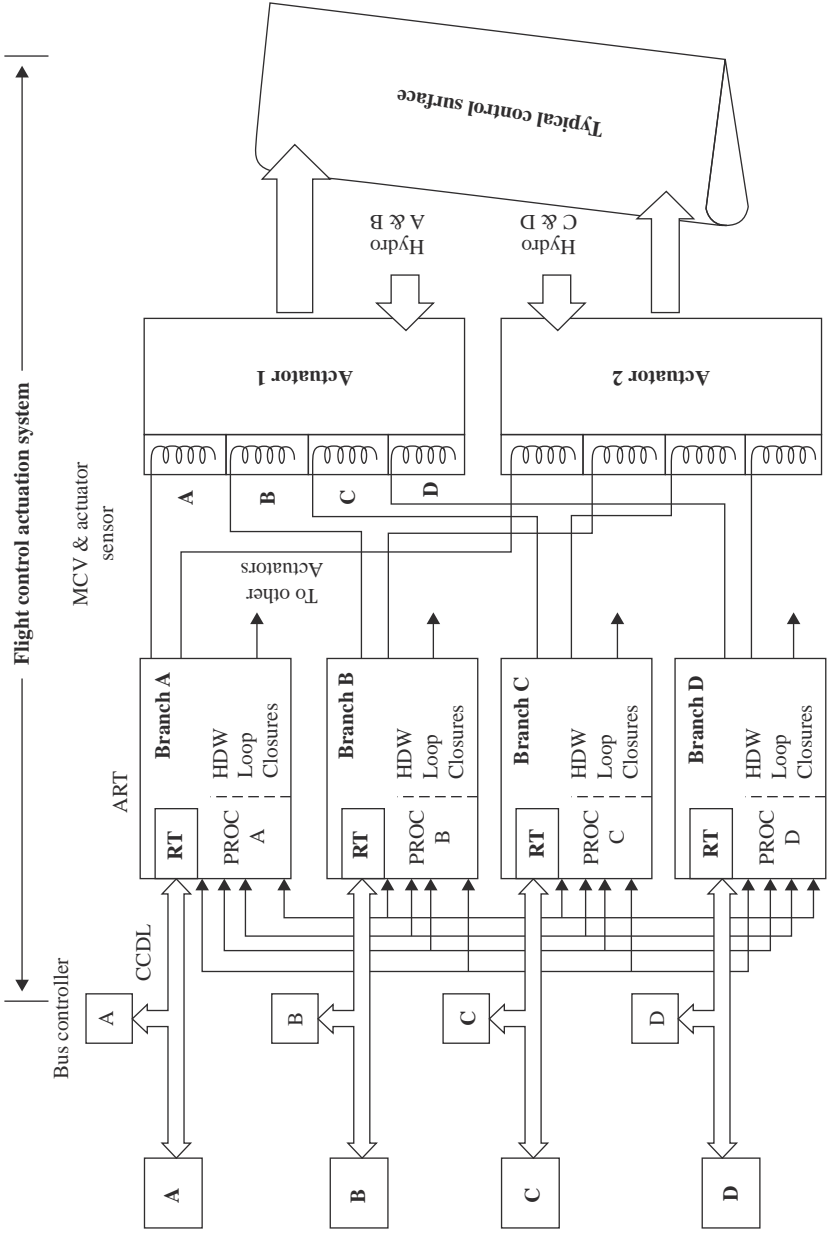 Flight control actuation system
Bus controller
CCDL
ART
MCV & actuator
sensor
A
A
RT
PROC
A
Branch A
HDW
Loop
Closures
To other
Actuators
B
B
RT
PROC
B
Branch B
HDW
Loop
Closures
C
C
RT
PROC
C
Branch C
HDW
Loop
Closures
D
D
RT
PROC
D
Branch D
HDW
Loop
Closures
A
B
C
D
Actuator 1
Actuator 2
Hydro
A & B
Hydro
C & D
Typical control surface